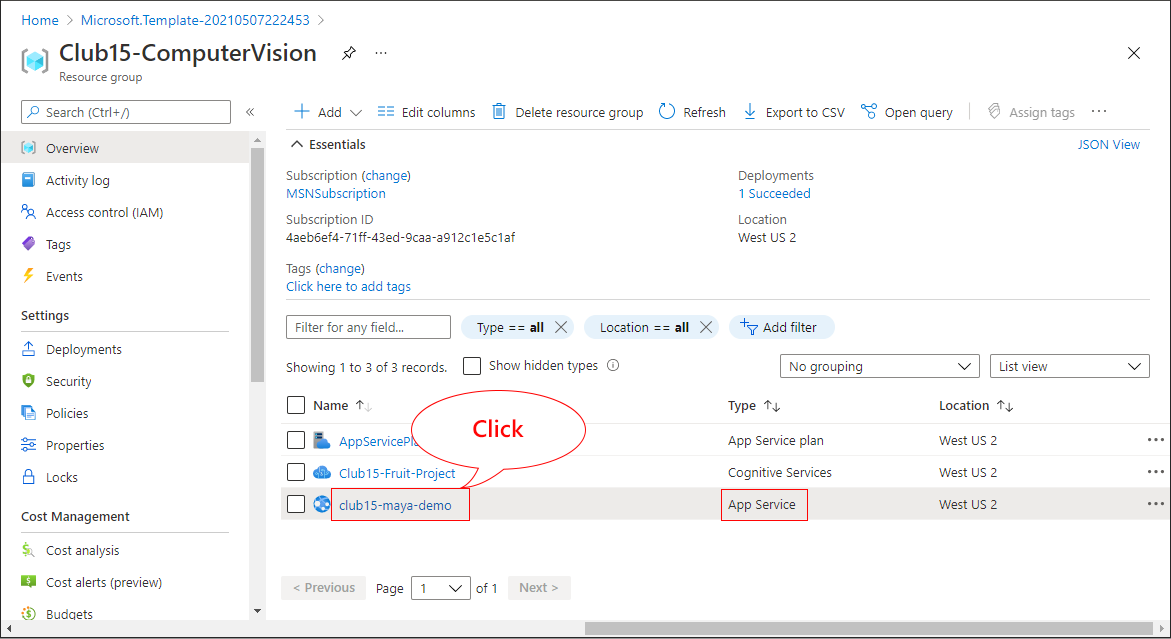 Home > Microsoft.Template-20210507222453 >
Club15-ComputerVision
Resource group
Search (Ctrl+/)
Overview
Activity log
Access control (IAM)
Tags
Events
Settings
Deployments
Security
Policies
Properties
Locks
Cost Management
Cost analysis
Cost alerts (preview)
Budgets
Add
Edit columns
Delete resource group
Refresh
Export to CSV
Open query
Assign tags
Essentials
JSON View
Subscription (change)
MSNSubscription
Subscription ID
4aeb6ef4-71ff-43ed-9caa-a912c1e5c1af
Tags (change)
Click here to add tags
Deployments
1 Succeeded
Location
West US 2
Filter for any field...
Type == all
Location == all
Add filter
Showing 1 to 3 of 3 records.
Show hidden types
No grouping
List view
Name Type Location
Click
App Service plan West US 2
Club15-Fruit-Project Cognitive Services West US 2
club15-maya-demo App Service West US 2
< Previous Page 1 of 1 Next >